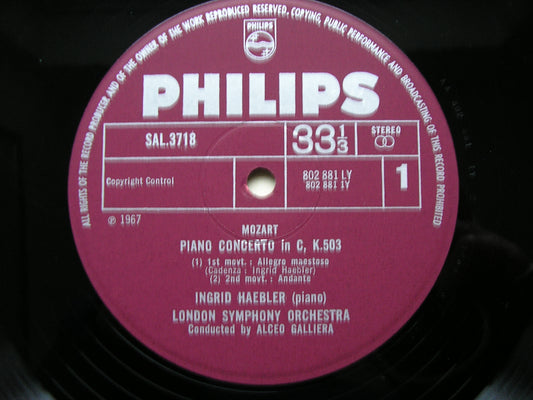 ALL RIGHTS OF THE RECORD PRODUCER AND OF THE OWNER OF THE WORK REPRODUCED RESERVED. COPYING, PUBLIC PERFORMANCE AND BROADCASTING OF THIS RECORD PROHIBITED
PHILIPS
PHILIPS
SAL.3718
33 1/3
STEREO
Copyright Control
802 881 LY
802 881 1Y
1
Ⓟ 1967
MOZART
PIANO CONCERTO in C, K.503
(1) 1st movt.: Allegro maestoso
(Cadenza: Ingrid Haebler)
(2) 2nd movt.: Andante
INGRID HAEBLER (piano)
LONDON SYMPHONY ORCHESTRA
Conducted by ALCEO GALLIERA